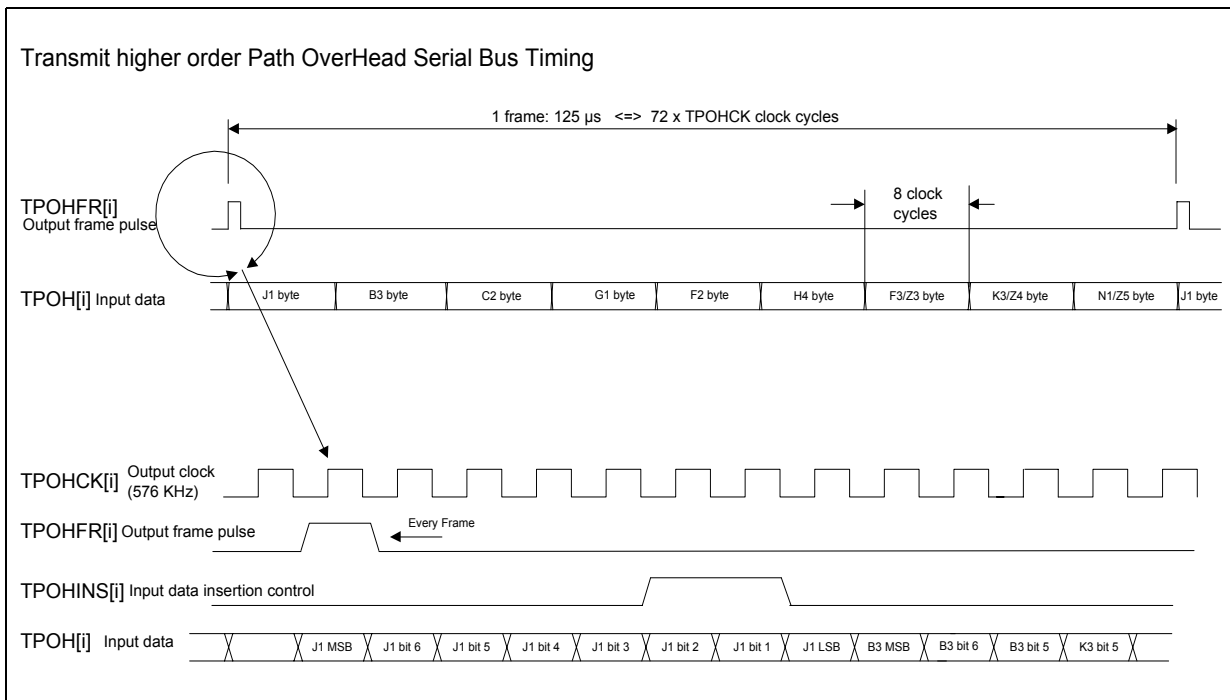 Transmit higher order Path OverHead Serial Bus Timing
1 frame: 125 µs <=> 72 x TPOHCK clock cycles
TPOHFR[i]
Output frame pulse
8 clock
cycles
TPOH[i] Input data
J1 byte B3 byte C2 byte G1 byte F2 byte H4 byte F3/Z3 byte K3/Z4 byte N1/Z5 byte J1 byte
TPOHCK[i] Output clock
(576 KHz)
TPOHFR[i] Output frame pulse
Every Frame
TPOHINS[i] Input data insertion control
TPOH[i] Input data
J1 MSB J1 bit 6 J1 bit 5 J1 bit 4 J1 bit 3 J1 bit 2 J1 bit 1 J1 LSB B3 MSB B3 bit 6 B3 bit 5 K3 bit 5